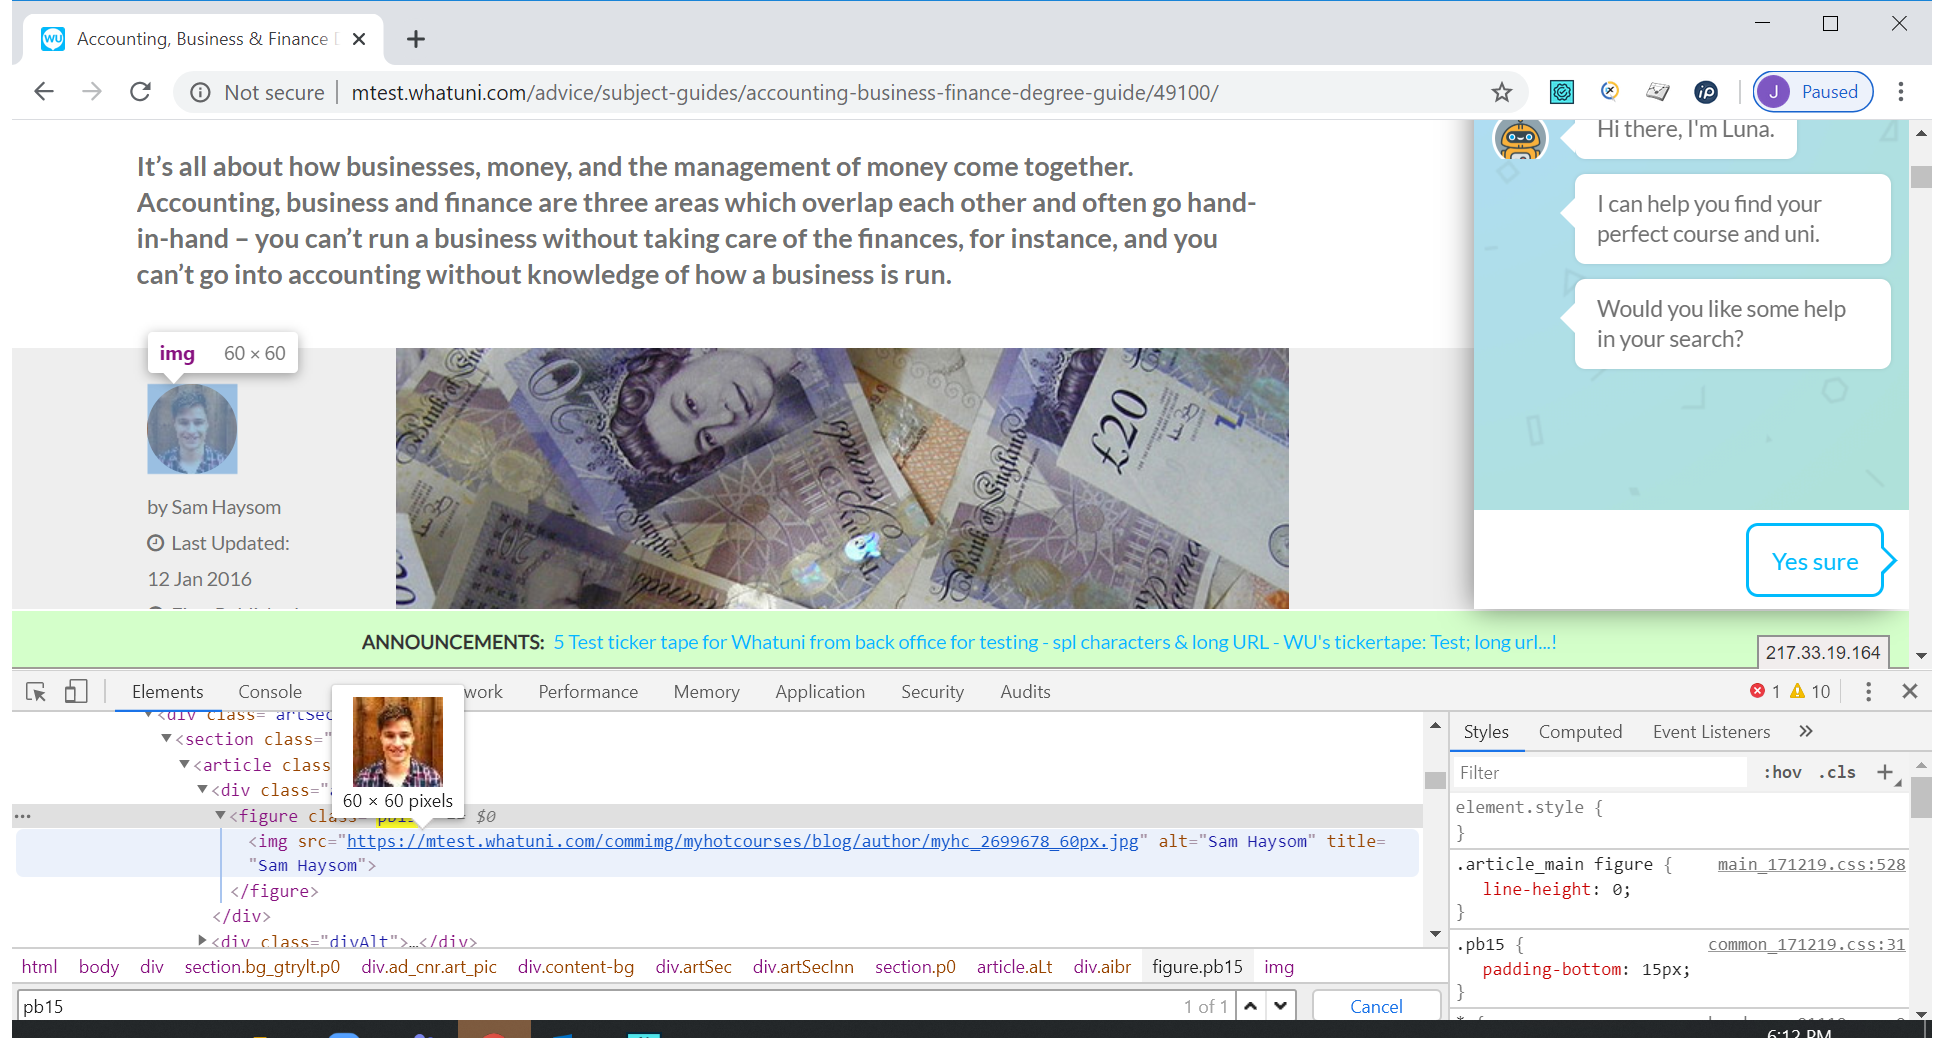 Accounting, Business & Finance D
Not secure
mtest.whatuni.com/advice/subject-guides/accounting-business-finance-degree-guide/49100/
J Paused
It’s all about how businesses, money, and the management of money come together.
Accounting, business and finance are three areas which overlap each other and often go hand-
in-hand – you can’t run a business without taking care of the finances, for instance, and you
can’t go into accounting without knowledge of how a business is run.
Hi there, I'm Luna.
I can help you find your
perfect course and uni.
Would you like some help
in your search?
Yes sure
img 60 × 60
by Sam Haysom
Last Updated:
12 Jan 2016
£20
ANNOUNCEMENTS: 5 Test ticker tape for Whatuni from back office for testing - spl characters & long URL - WU's tickertape: Test; long url...!
217.33.19.164
Elements Console work Performance Memory Application Security Audits
1 10
<div class="artSec
<section class="
<article class
<div class="
60 × 60 pixels
<figure class="pb15" == $0
<img src="https://mtest.whatuni.com/commimg/myhotcourses/blog/author/myhc_2699678_60px.jpg" alt="Sam Haysom" title=
"Sam Haysom">
</figure>
</div>
<div class="divAlt">…</div>
html body div section.bg_gtrylt.p0 div.ad_cnr.art_pic div.content-bg div.artSec div.artSecInn section.p0 article.aLt div.aibr figure.pb15 img
pb15 1 of 1 Cancel
Styles Computed Event Listeners »
Filter :hov .cls +
element.style {
}
.article_main figure { main_171219.css:528
line-height: 0;
}
.pb15 { common_171219.css:31
padding-bottom: 15px;
}
6:12 PM